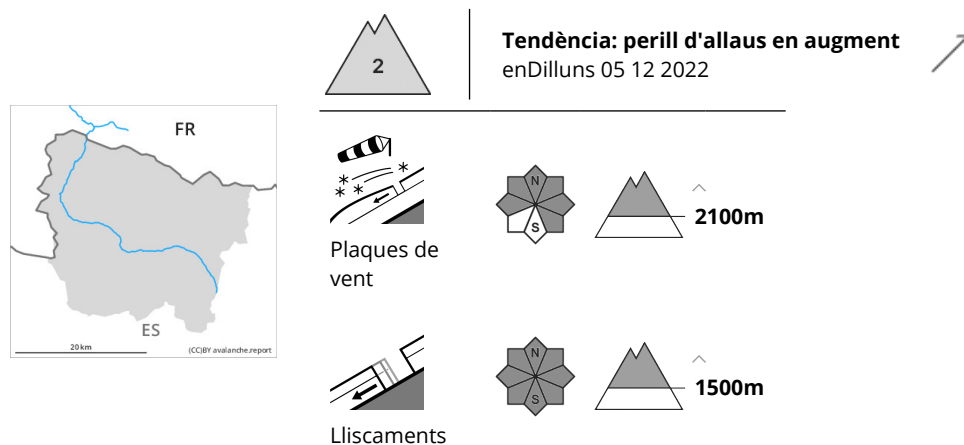 2
Tendència: perill d'allaus en augment
enDilluns 05 12 2022
FR
ES
20 km
(CC)BY avalanche.report
N
S
2100m
Plaques de
vent
N
S
1500m
Lliscaments